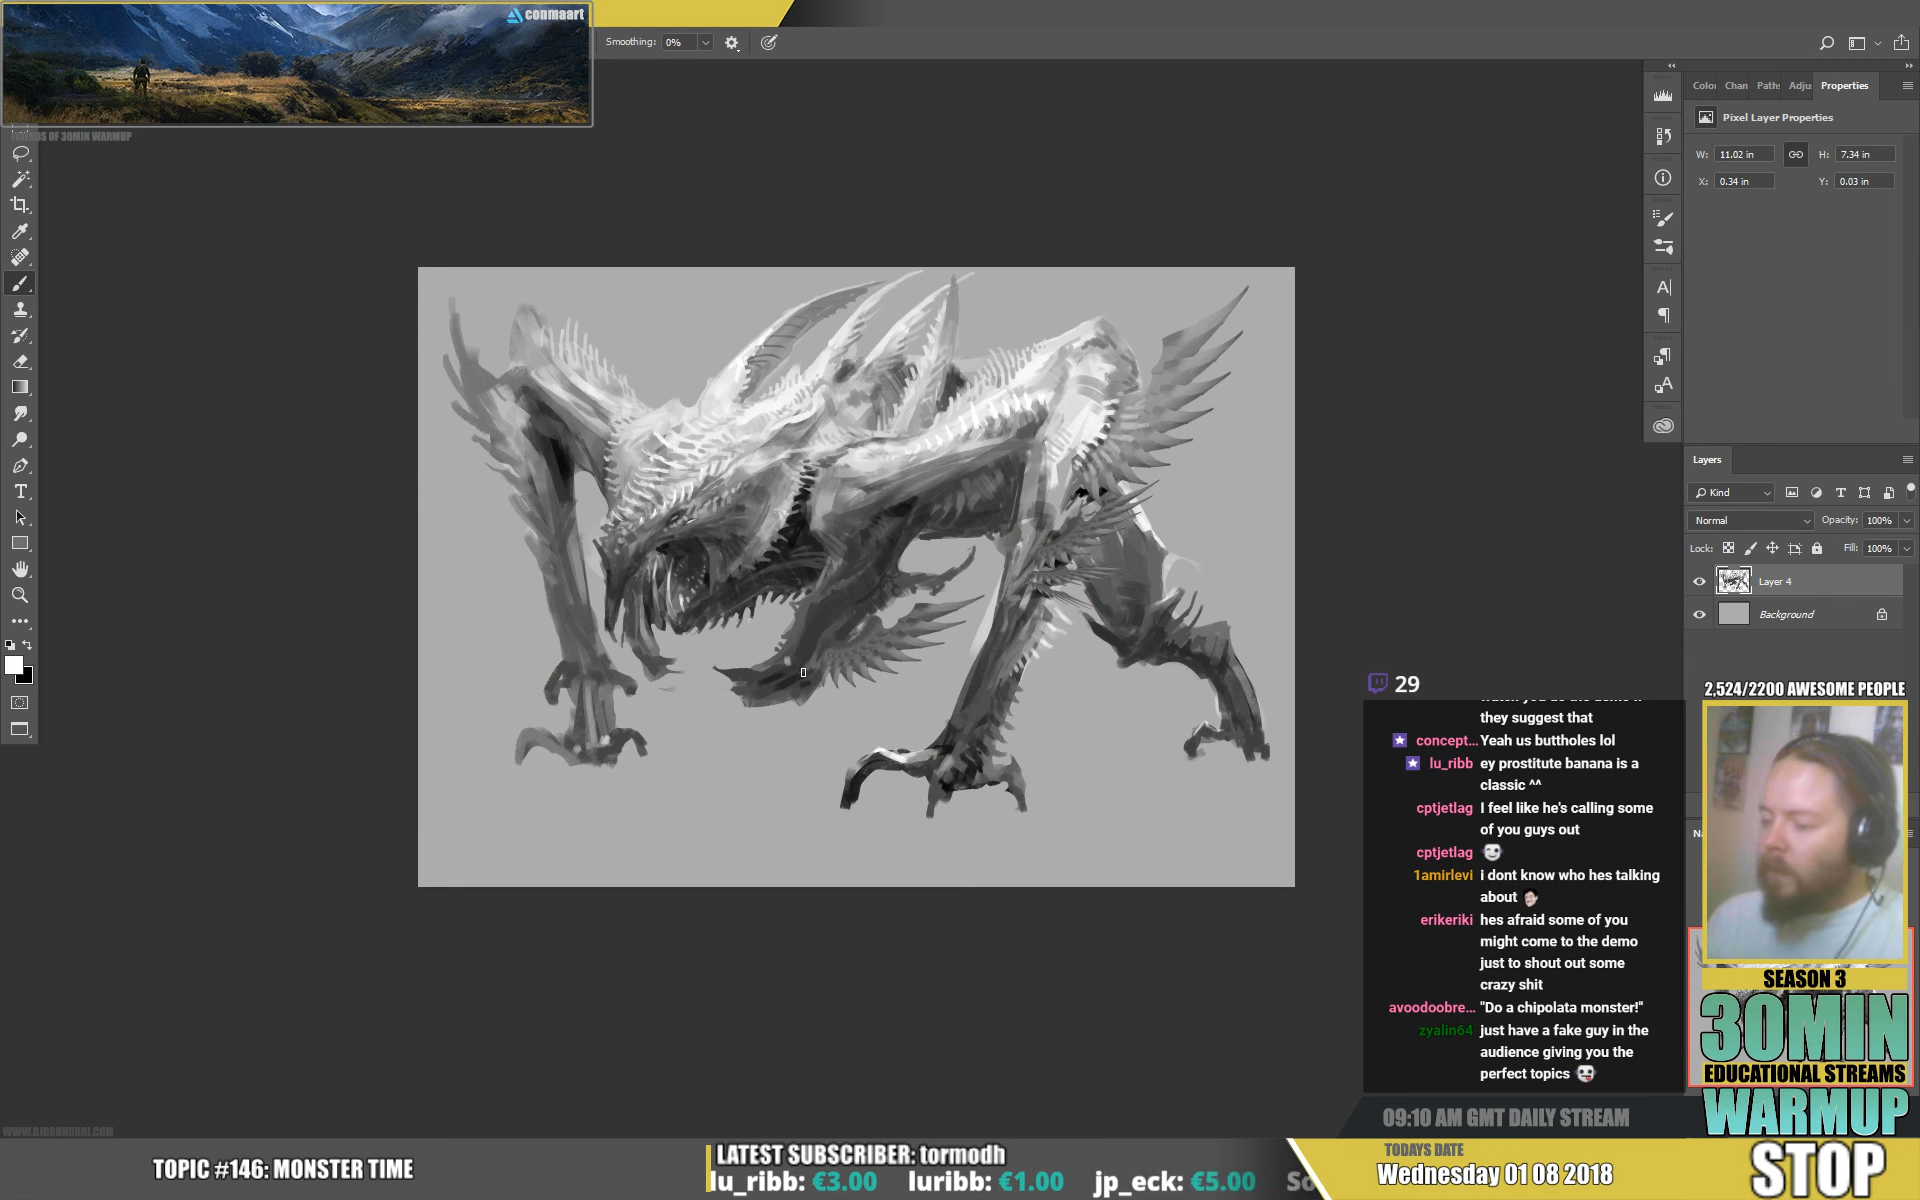 conmaart
Smoothing: 0%
OF 30MIN WARMUP
Color Chan Paths Adju Properties
Pixel Layer Properties
W: 11.02 in H: 7.34 in
X: 0.34 in Y: 0.03 in
Layers
Kind
Normal Opacity: 100%
Lock: Fill: 100%
Layer 4
Background
2,524/2200 AWESOME PEOPLE
29
they suggest that
concept... Yeah us buttholes lol
lu_ribb ey prostitute banana is a
classic ^^
cptjetlag I feel like he's calling some
of you guys out
cptjetlag
1amirlevi i dont know who hes talking
about
erikeriki hes afraid some of you
might come to the demo
just to shout out some
crazy shit
avoodoobre... "Do a chipolata monster!"
zyalin64 just have a fake guy in the
audience giving you the
perfect topics
SEASON 3
30MIN
EDUCATIONAL STREAMS
WARMUP
STOP
09:10 AM GMT DAILY STREAM
WWW.BJORNHURRI.COM
TOPIC #146: MONSTER TIME
LATEST SUBSCRIBER: tormodh
lu_ribb: €3.00 luribb: €1.00 jp_eck: €5.00 So
TODAYS DATE
Wednesday 01 08 2018